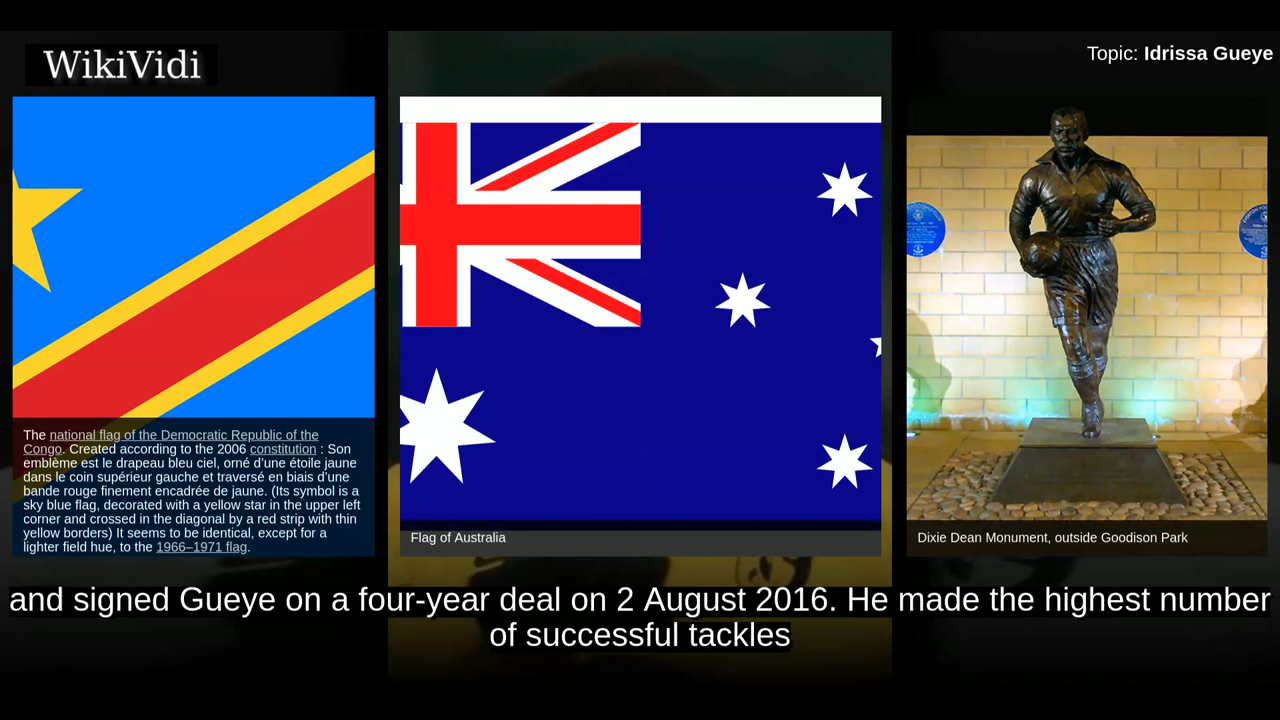 WikiVidi
Topic: Idrissa Gueye
The national flag of the Democratic Republic of the
Congo. Created according to the 2006 constitution : Son
emblème est le drapeau bleu ciel, orné d'une étoile jaune
dans le coin supérieur gauche et traversé en biais d'une
bande rouge finement encadrée de jaune. (Its symbol is a
sky blue flag, decorated with a yellow star in the upper left
corner and crossed in the diagonal by a red strip with thin
yellow borders) It seems to be identical, except for a
lighter field hue, to the 1966–1971 flag.
Flag of Australia
Dixie Dean Monument, outside Goodison Park
and signed Gueye on a four-year deal on 2 August 2016. He made the highest number
of successful tackles